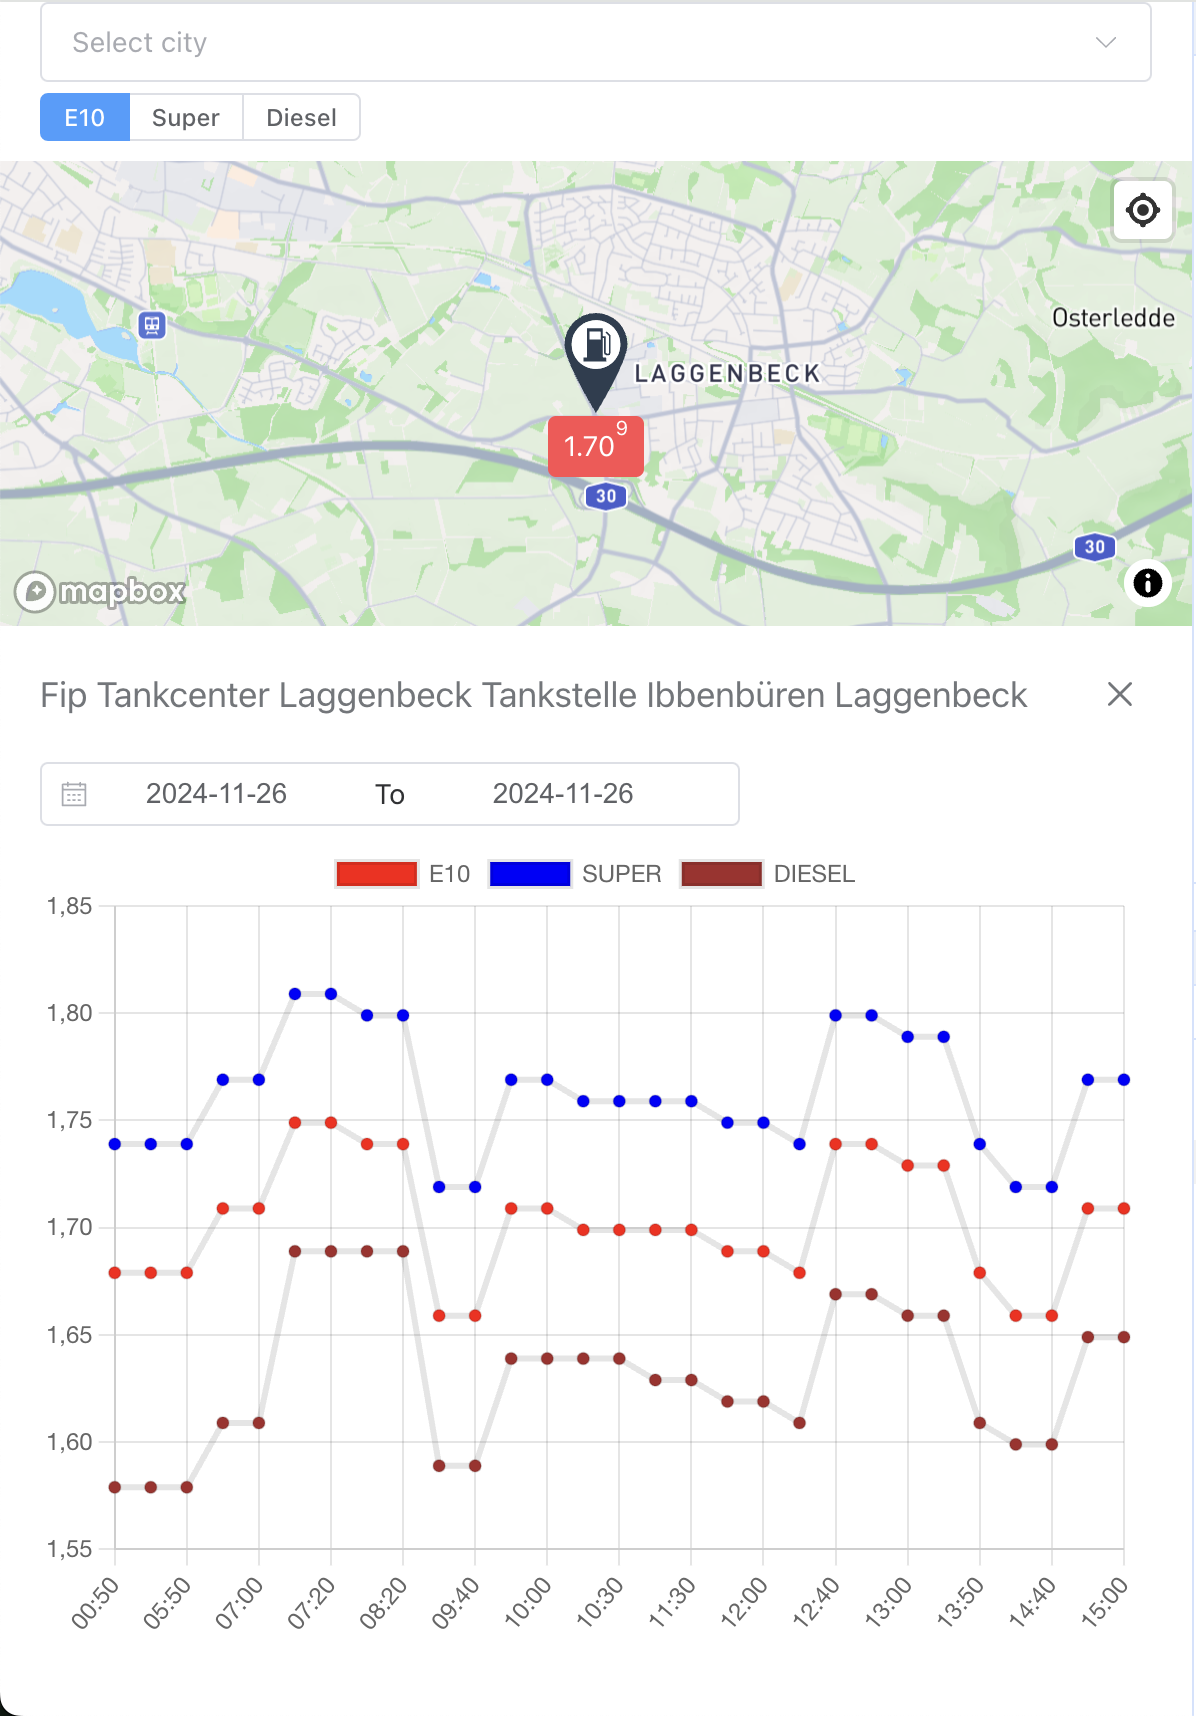 Select city
E10 Super Diesel
Osterledde
LAGGENBECK
1.70⁹
30
30
mapbox
Fip Tankcenter Laggenbeck Tankstelle Ibbenbüren Laggenbeck
2024-11-26 To 2024-11-26
E10 SUPER DIESEL
1,85
1,80
1,75
1,70
1,65
1,60
1,55
00:50 05:50 07:00 07:20 08:20 09:40 10:00 10:30 11:30 12:00 12:40 13:00 13:50 14:40 15:00